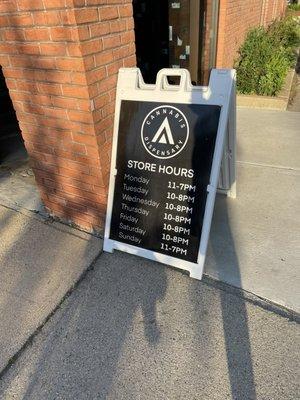 CANNABIS
DISPENSARY
STORE HOURS
Monday 11-7PM
Tuesday 10-8PM
Wednesday 10-8PM
Thursday 10-8PM
Friday 10-8PM
Saturday 10-8PM
Sunday 11-7PM